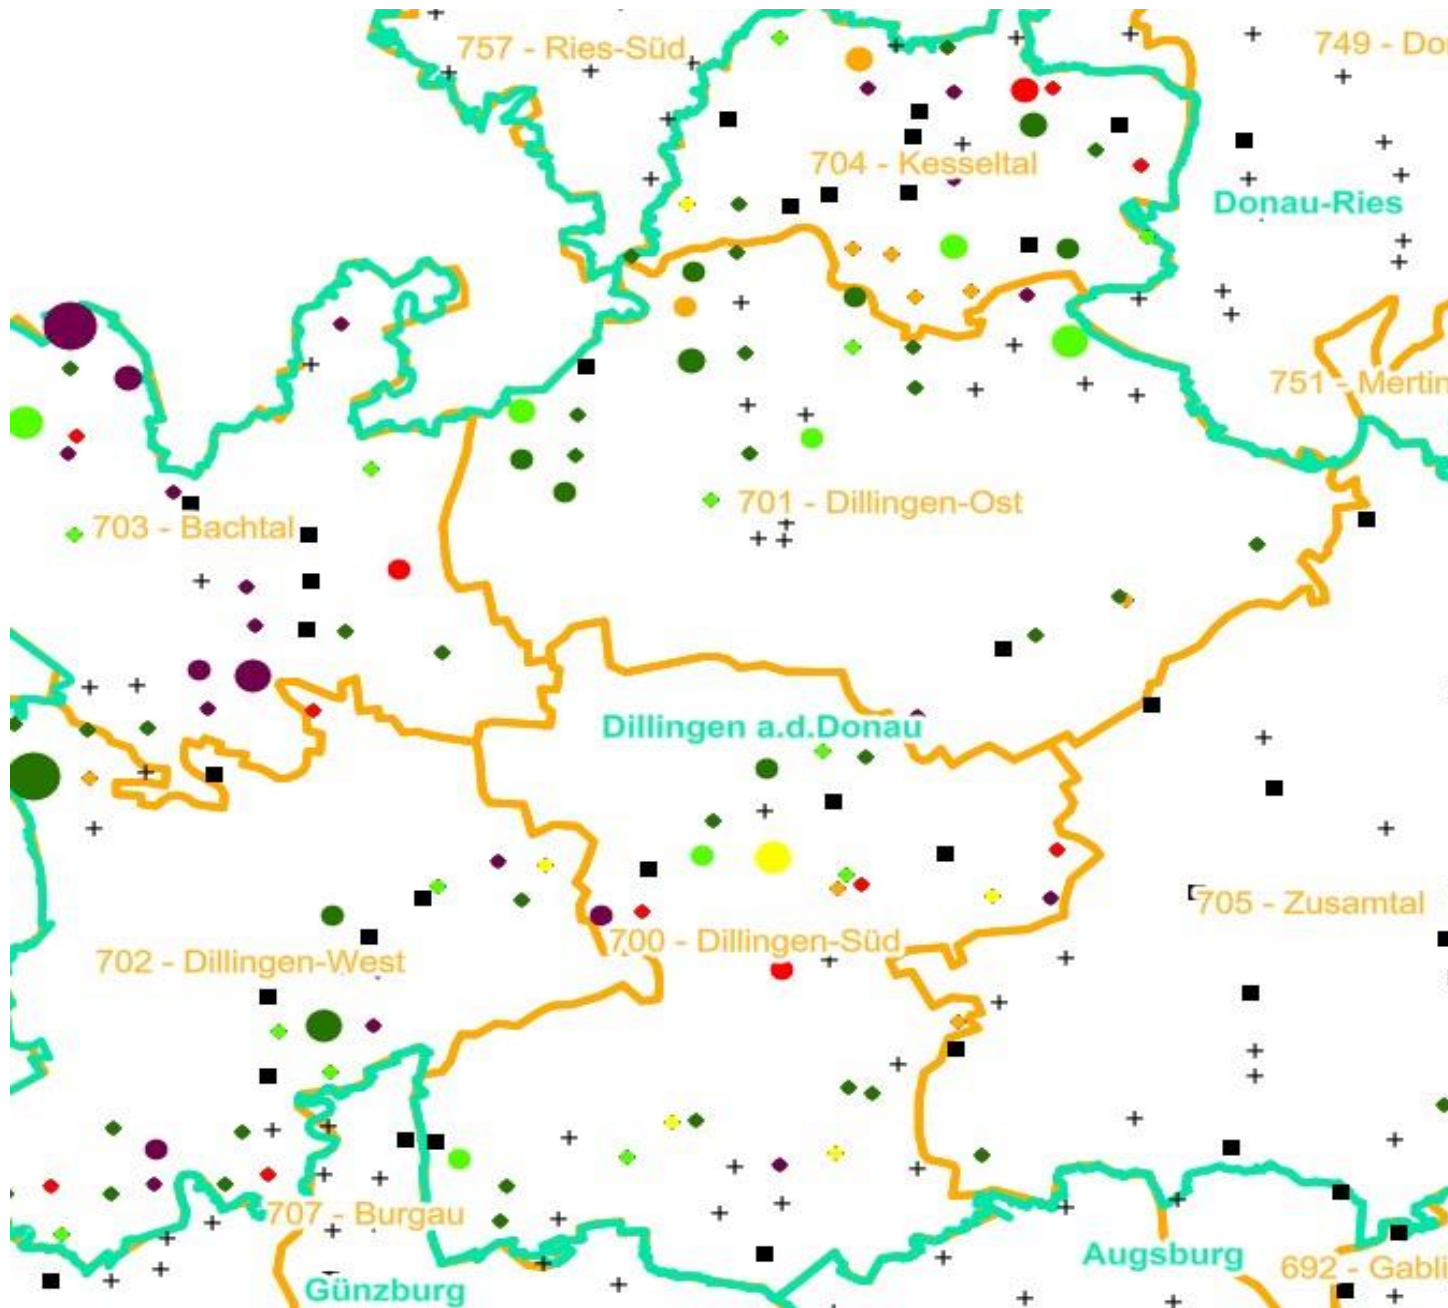 757 - Ries-Süd
749 - Do
704 - Kesseltal
Donau-Ries
751 - Mertin
701 - Dillingen-Ost
703 - Bachtal
Dillingen a.d.Donau
705 - Zusamtal
700 - Dillingen-Süd
702 - Dillingen-West
707 - Burgau
Augsburg
692 - Gabli
Günzburg